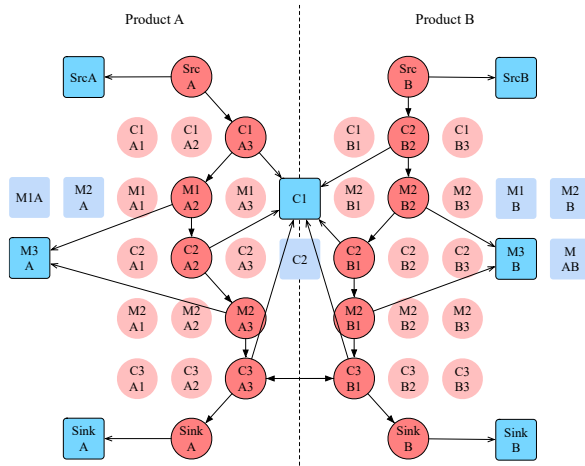 Product A
Product B
SrcA
Src
A
Src
B
SrcB
C1
A1
C1
A2
C1
A3
C1
B1
C2
B2
C1
B3
M1A
M2
A
M1
A1
M1
A2
M1
A3
C1
M2
B1
M2
B2
M2
B3
M1
B
M2
B
M3
A
C2
A1
C2
A2
C2
A3
C2
C2
B1
C2
B2
C2
B3
M3
B
M
AB
M2
A1
M2
A2
M2
A3
M2
B1
M2
B2
M2
B3
C3
A1
C3
A2
C3
A3
C3
B1
C3
B2
C3
B3
Sink
A
Sink
A
Sink
B
Sink
B